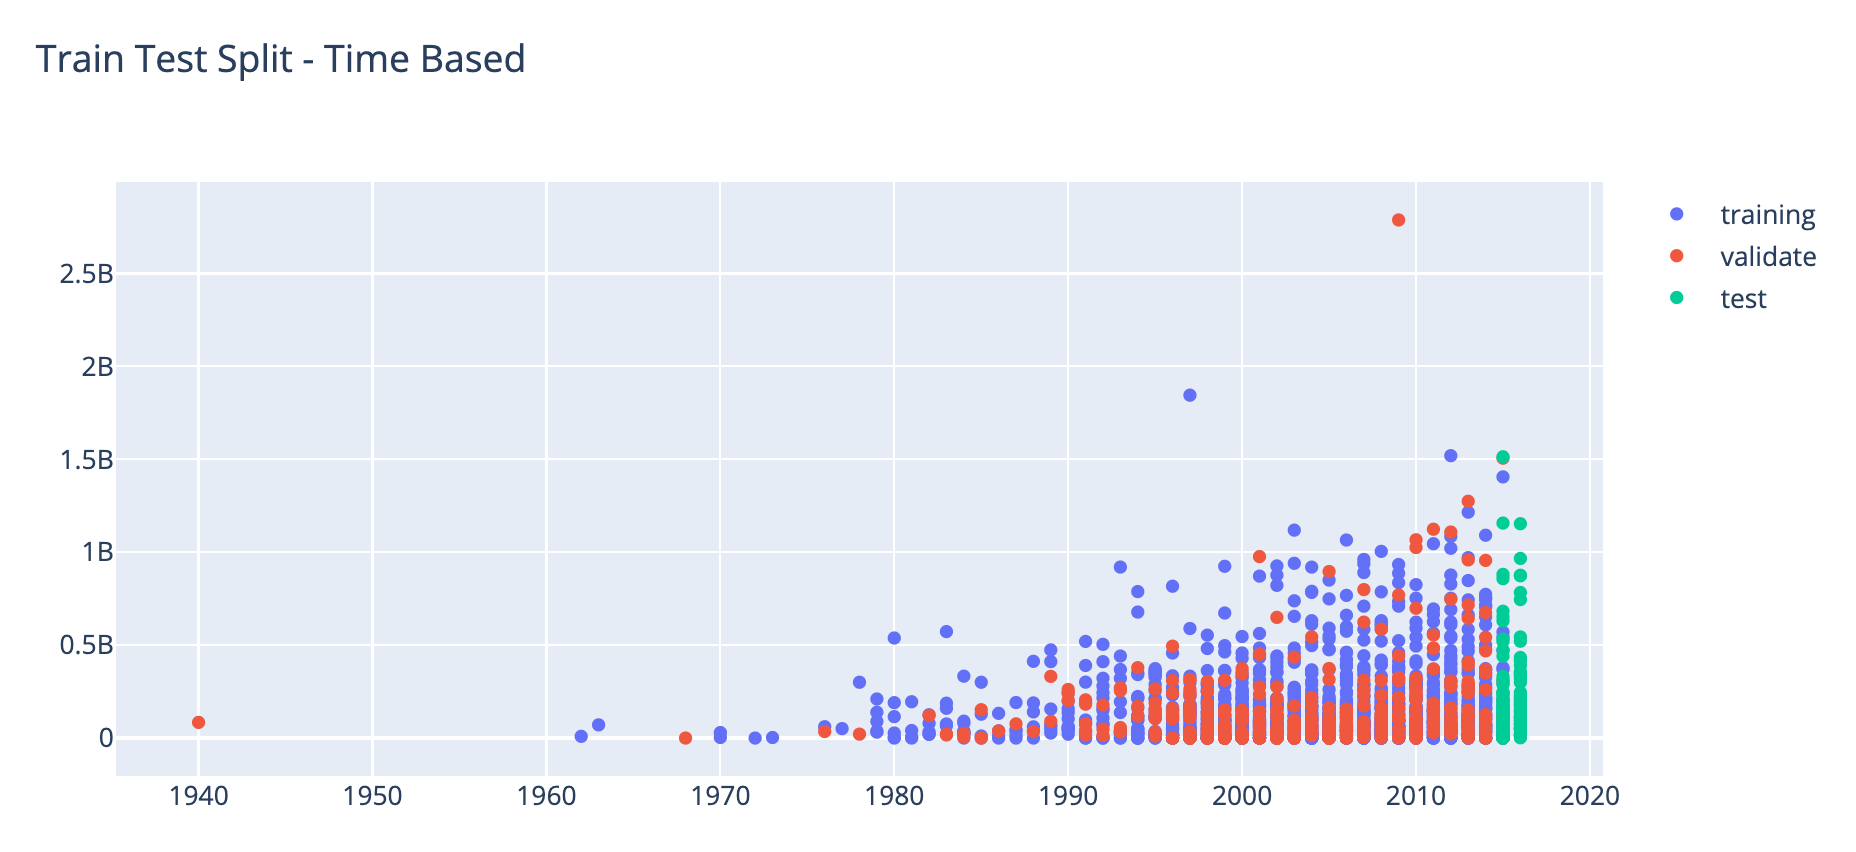 Train Test Split - Time Based
training
validate
test
2.5B
2B
1.5B
1B
0.5B
0
1940 1950 1960 1970 1980 1990 2000 2010 2020